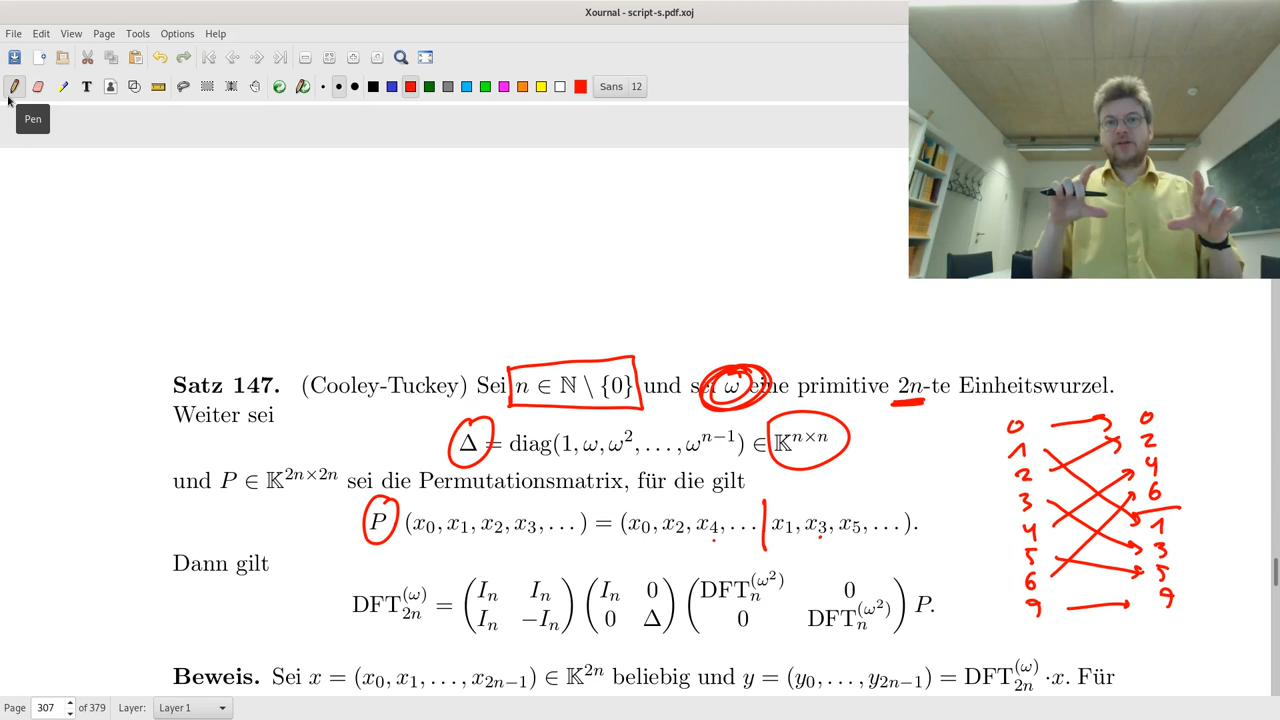 Xournal - script-s.pdf.xoj
File Edit View Page Tools Options Help
Sans 12
Pen
Satz 147. (Cooley-Tuckey) Sei n ∈ ℕ \ {0} und sei ω eine primitive 2n-te Einheitswurzel.
Weiter sei
Δ = diag(1, ω, ω², . . . , ωⁿ⁻¹) ∈ 𝕂ⁿˣⁿ
und P ∈ 𝕂²ⁿˣ²ⁿ sei die Permutationsmatrix, für die gilt
P (x₀, x₁, x₂, x₃, . . . ) = (x₀, x₂, x₄, . . . | x₁, x₃, x₅, . . . ).
Dann gilt
DFT₂ₙ^(ω) = (Iₙ Iₙ; Iₙ −Iₙ) (Iₙ 0; 0 Δ) (DFTₙ^(ω²) 0; 0 DFTₙ^(ω²)) P.
Beweis. Sei x = (x₀, x₁, . . . , x₂ₙ₋₁) ∈ 𝕂²ⁿ beliebig und y = (y₀, . . . , y₂ₙ₋₁) = DFT₂ₙ^(ω) ·x. Für
0 → 0
1 2
2 4
3 6
4 1
5 3
6 5
9 → 9
Page 307 of 379 Layer: Layer 1